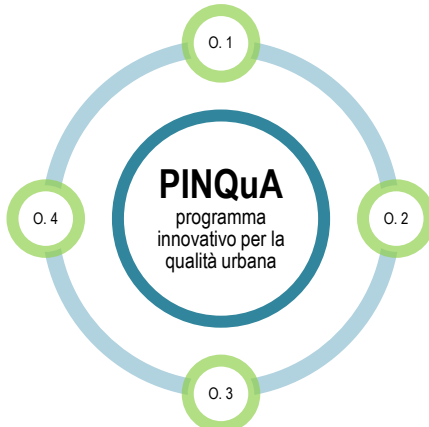 O. 1
O. 4
PINQuA
programma
innovativo per la
qualità urbana
O. 2
O. 3